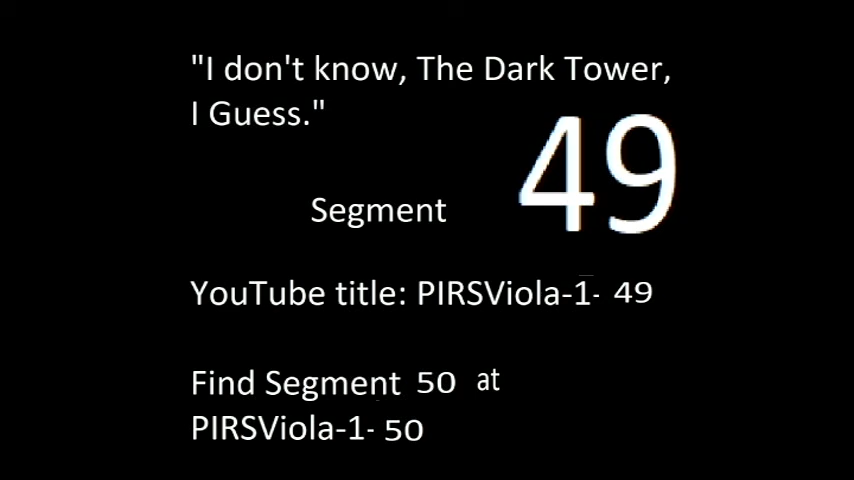 "I don't know, The Dark Tower,
I Guess."
Segment 49
YouTube title: PIRSViola-1- 49
Find Segment 50 at
PIRSViola-1- 50